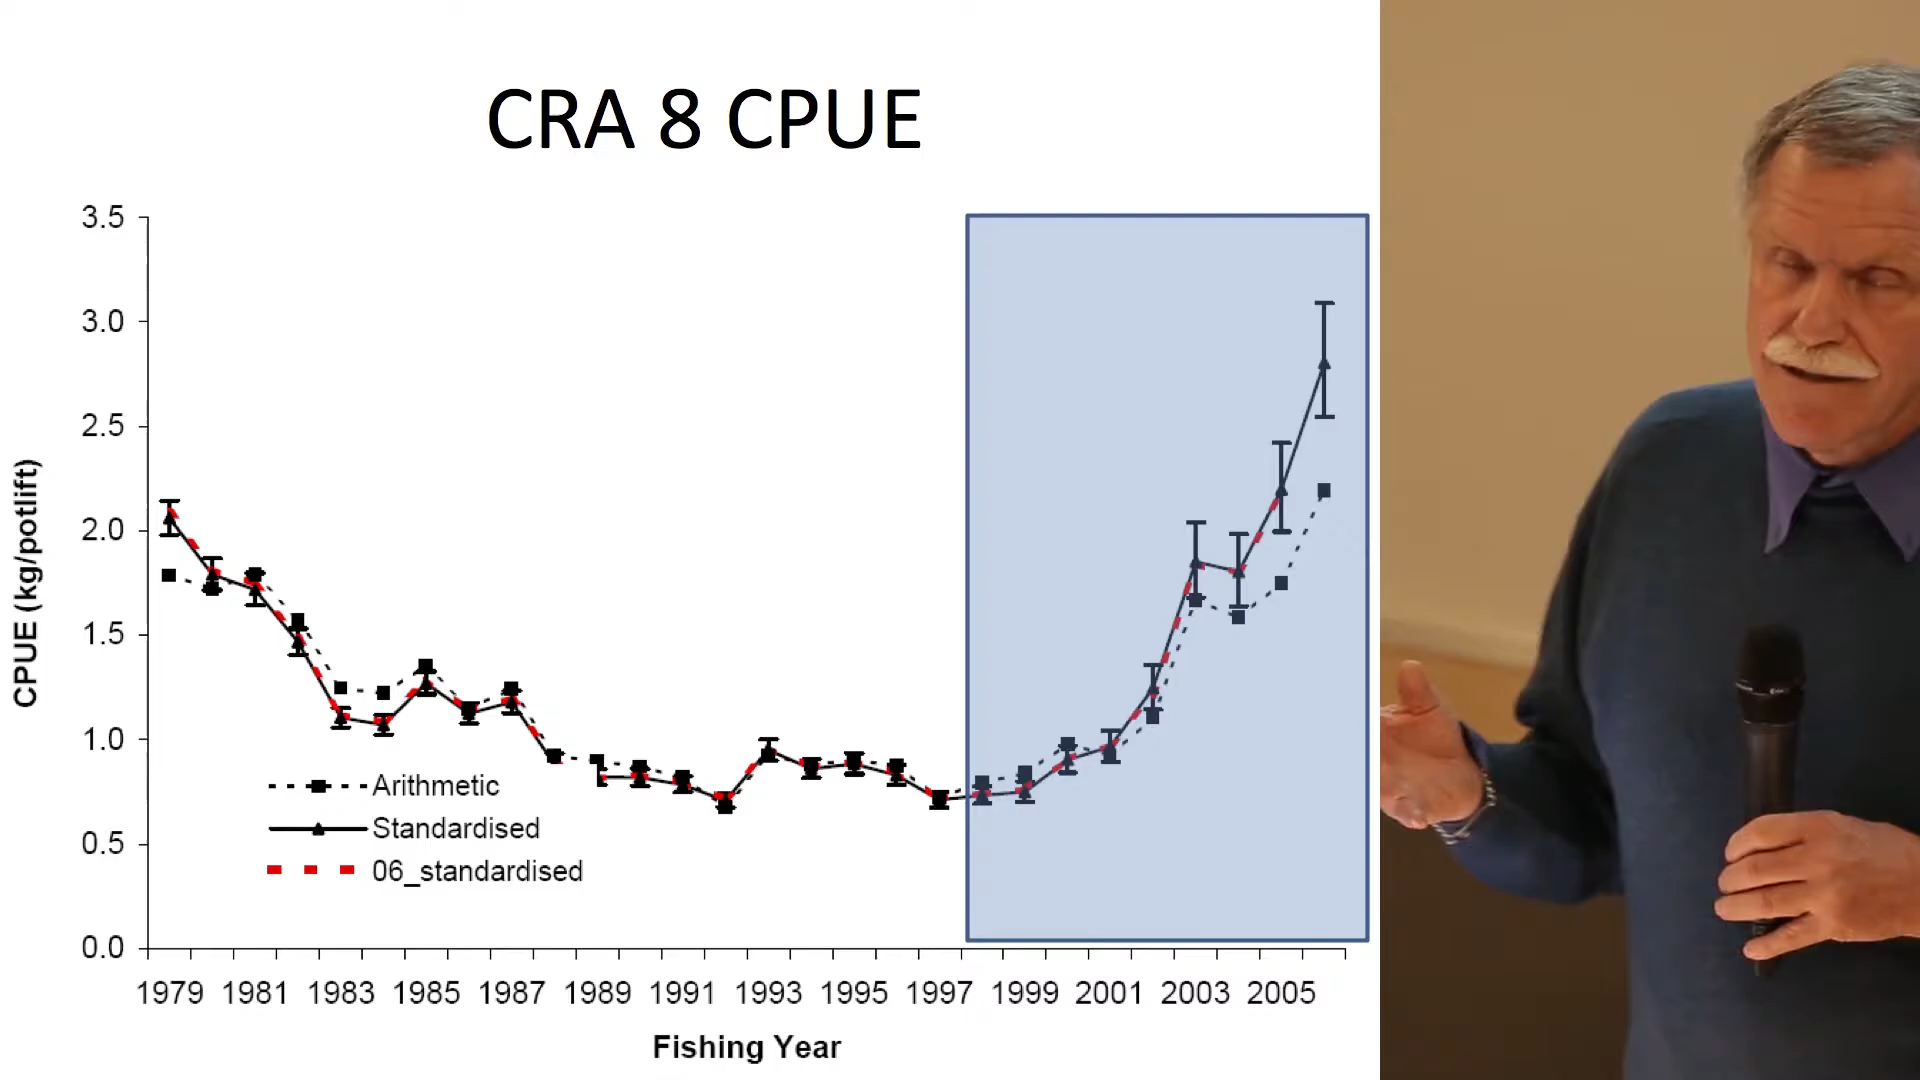 CRA 8 CPUE
3.5
3.0
2.5
2.0
1.5
1.0
0.5
0.0
CPUE (kg/potlift)
Arithmetic
Standardised
06_standardised
1979 1981 1983 1985 1987 1989 1991 1993 1995 1997 1999 2001 2003 2005
Fishing Year